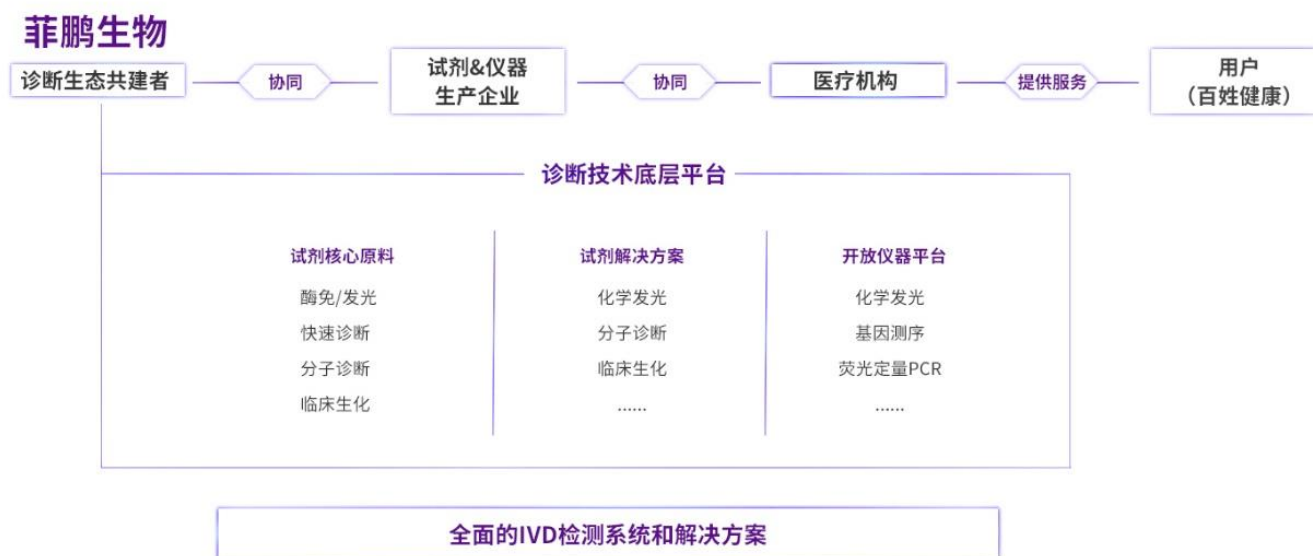 菲鹏生物
诊断生态共建者
协同
试剂&仪器
生产企业
协同
医疗机构
提供服务
用户
（百姓健康）
诊断技术底层平台
试剂核心原料
试剂解决方案
开放仪器平台
酶免/发光
化学发光
化学发光
快速诊断
分子诊断
基因测序
分子诊断
临床生化
荧光定量PCR
临床生化
......
......
全面的IVD检测系统和解决方案